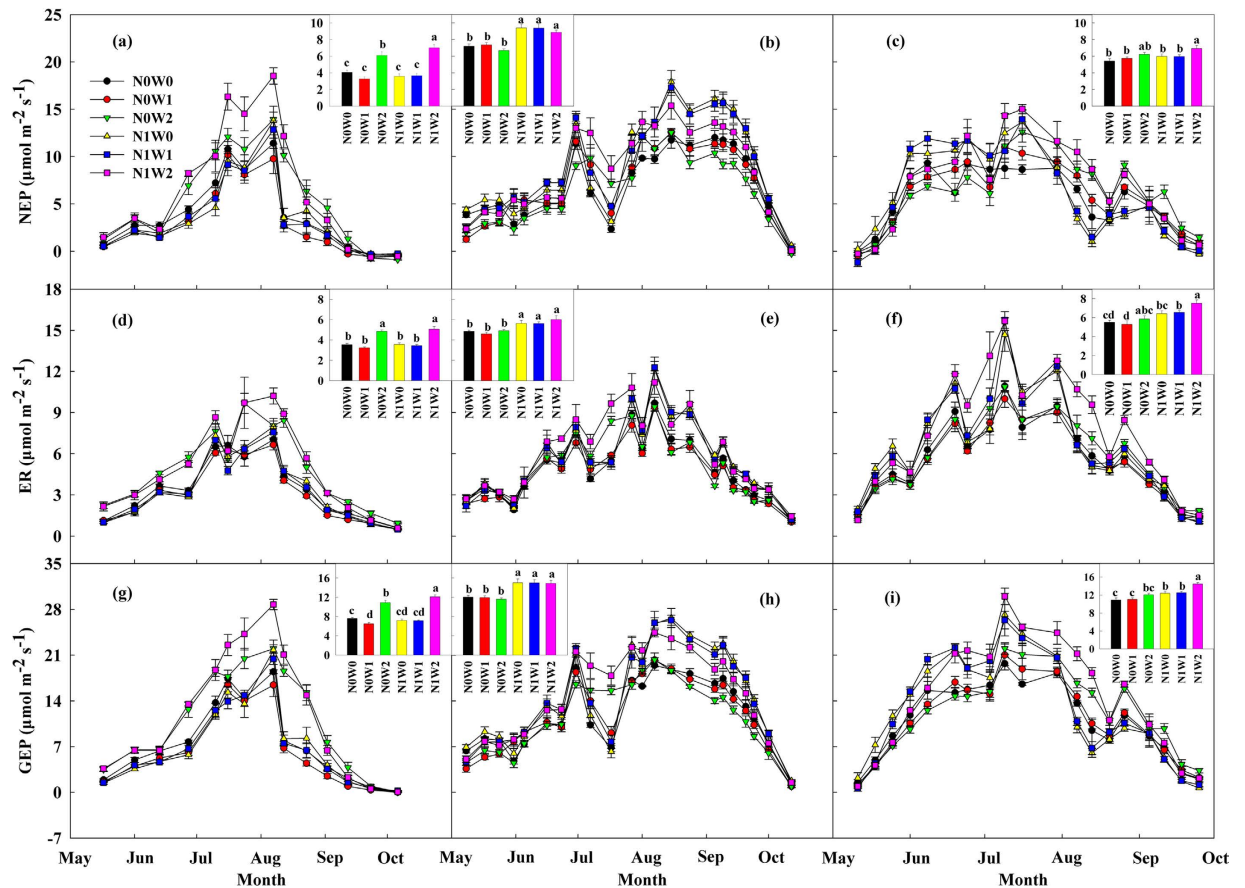 (a)
N0W0
N0W1
N0W2
N1W0
N1W1
N1W2
NEP (μmol m⁻² s⁻¹)
25
20
15
10
5
0
10
8
6
4
2
0
c c b c c a
N0W0 N0W1 N0W2 N1W0 N1W1 N1W2
(b)
b b b a a a
N0W0 N0W1 N0W2 N1W0 N1W1 N1W2
(c)
10
8
6
4
2
0
b b ab b b a
N0W0 N0W1 N0W2 N1W0 N1W1 N1W2
(d)
ER (μmol m⁻² s⁻¹)
18
15
12
9
6
3
0
8
6
4
2
0
b b a b b a
N0W0 N0W1 N0W2 N1W0 N1W1 N1W2
(e)
b b b a a a
N0W0 N0W1 N0W2 N1W0 N1W1 N1W2
(f)
8
6
4
2
0
cd d abc bc b a
N0W0 N0W1 N0W2 N1W0 N1W1 N1W2
(g)
GEP (μmol m⁻² s⁻¹)
35
28
21
14
7
0
-7
16
12
8
4
0
c d b cd cd a
N0W0 N0W1 N0W2 N1W0 N1W1 N1W2
(h)
b b b a a a
N0W0 N0W1 N0W2 N1W0 N1W1 N1W2
(i)
16
12
8
4
0
c c bc b b a
N0W0 N0W1 N0W2 N1W0 N1W1 N1W2
May Jun Jul Aug Sep Oct
Jun Jul Aug Sep Oct
May Jun Jul Aug Sep Oct
Month
Month
Month